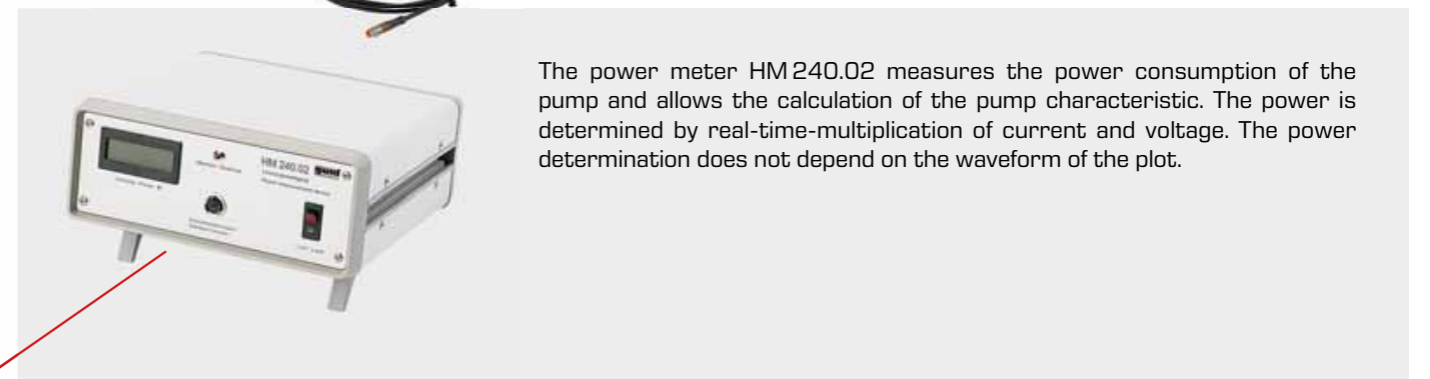 HM 240.02 gunt
The power meter HM 240.02 measures the power consumption of the
pump and allows the calculation of the pump characteristic. The power is
determined by real-time-multiplication of current and voltage. The power
determination does not depend on the waveform of the plot.